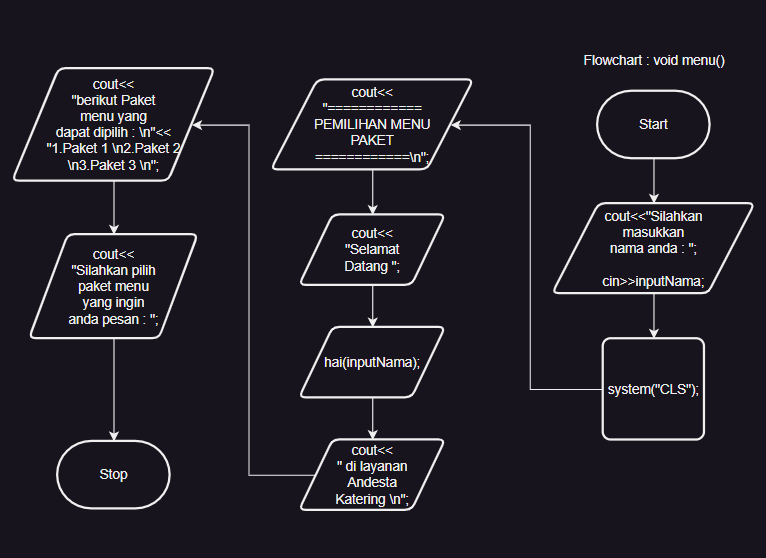 Flowchart : void menu()
Start
cout<<"Silahkan
masukkan
nama anda : ";
cin>>inputNama;
system("CLS");
cout<<
"============
PEMILIHAN MENU
PAKET
============\n";
cout<<
"Selamat
Datang ";
hai(inputNama);
cout<<
" di layanan
Andesta
Katering \n";
cout<<
"berikut Paket
menu yang
dapat dipilih : \n"<<
"1.Paket 1 \n2.Paket 2
\n3.Paket 3 \n";
cout<<
"Silahkan pilih
paket menu
yang ingin
anda pesan : ";
Stop